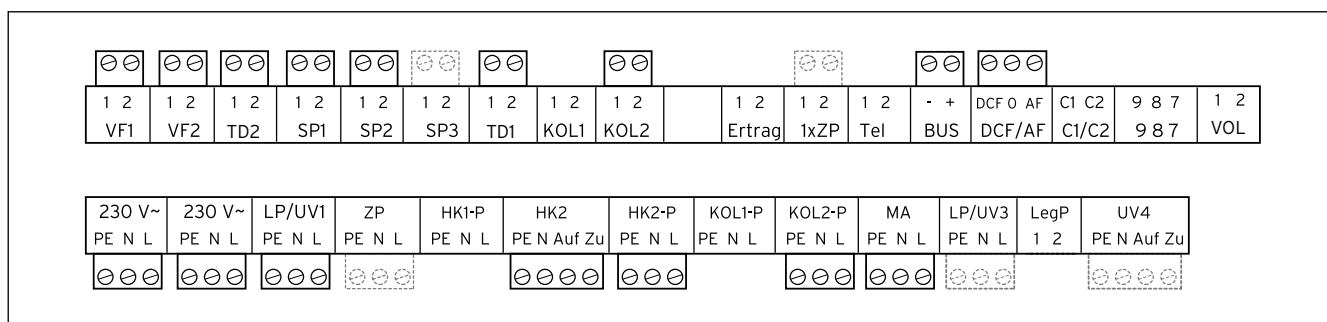 1 2 1 2 1 2 1 2 1 2 1 2 1 2 1 2 1 2 1 2 1 2 1 2 - + DCF O AF C1 C2 9 8 7 1 2
VF1 VF2 TD2 SP1 SP2 SP3 TD1 KOL1 KOL2 Ertrag 1xZP Tel BUS DCF/AF C1/C2 9 8 7 VOL
230 V~ 230 V~ LP/UV1 ZP HK1-P HK2 HK2-P KOL1-P KOL2-P MA LP/UV3 LegP UV4
PE N L PE N L PE N L PE N L PE N L PE N Auf Zu PE N L PE N L PE N L PE N L PE N L 1 2 PE N Auf Zu